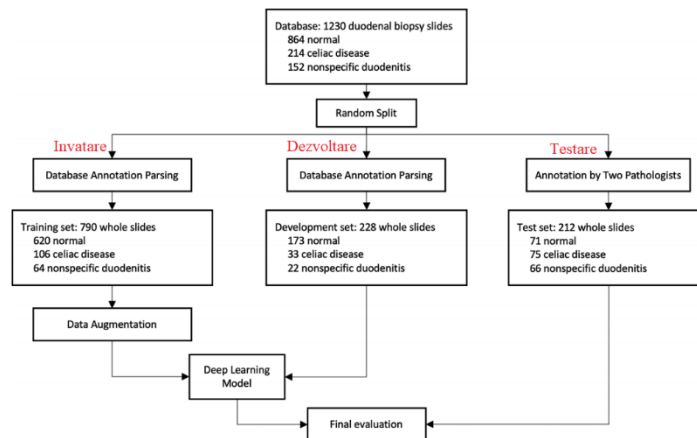 Database: 1230 duodenal biopsy slides
864 normal
214 celiac disease
152 nonspecific duodenitis
Random Split
Invatare
Dezvoltare
Testare
Database Annotation Parsing
Database Annotation Parsing
Annotation by Two Pathologists
Training set: 790 whole slides
620 normal
106 celiac disease
64 nonspecific duodenitis
Development set: 228 whole slides
173 normal
33 celiac disease
22 nonspecific duodenitis
Test set: 212 whole slides
71 normal
75 celiac disease
66 nonspecific duodenitis
Data Augmentation
Deep Learning
Model
Final evaluation